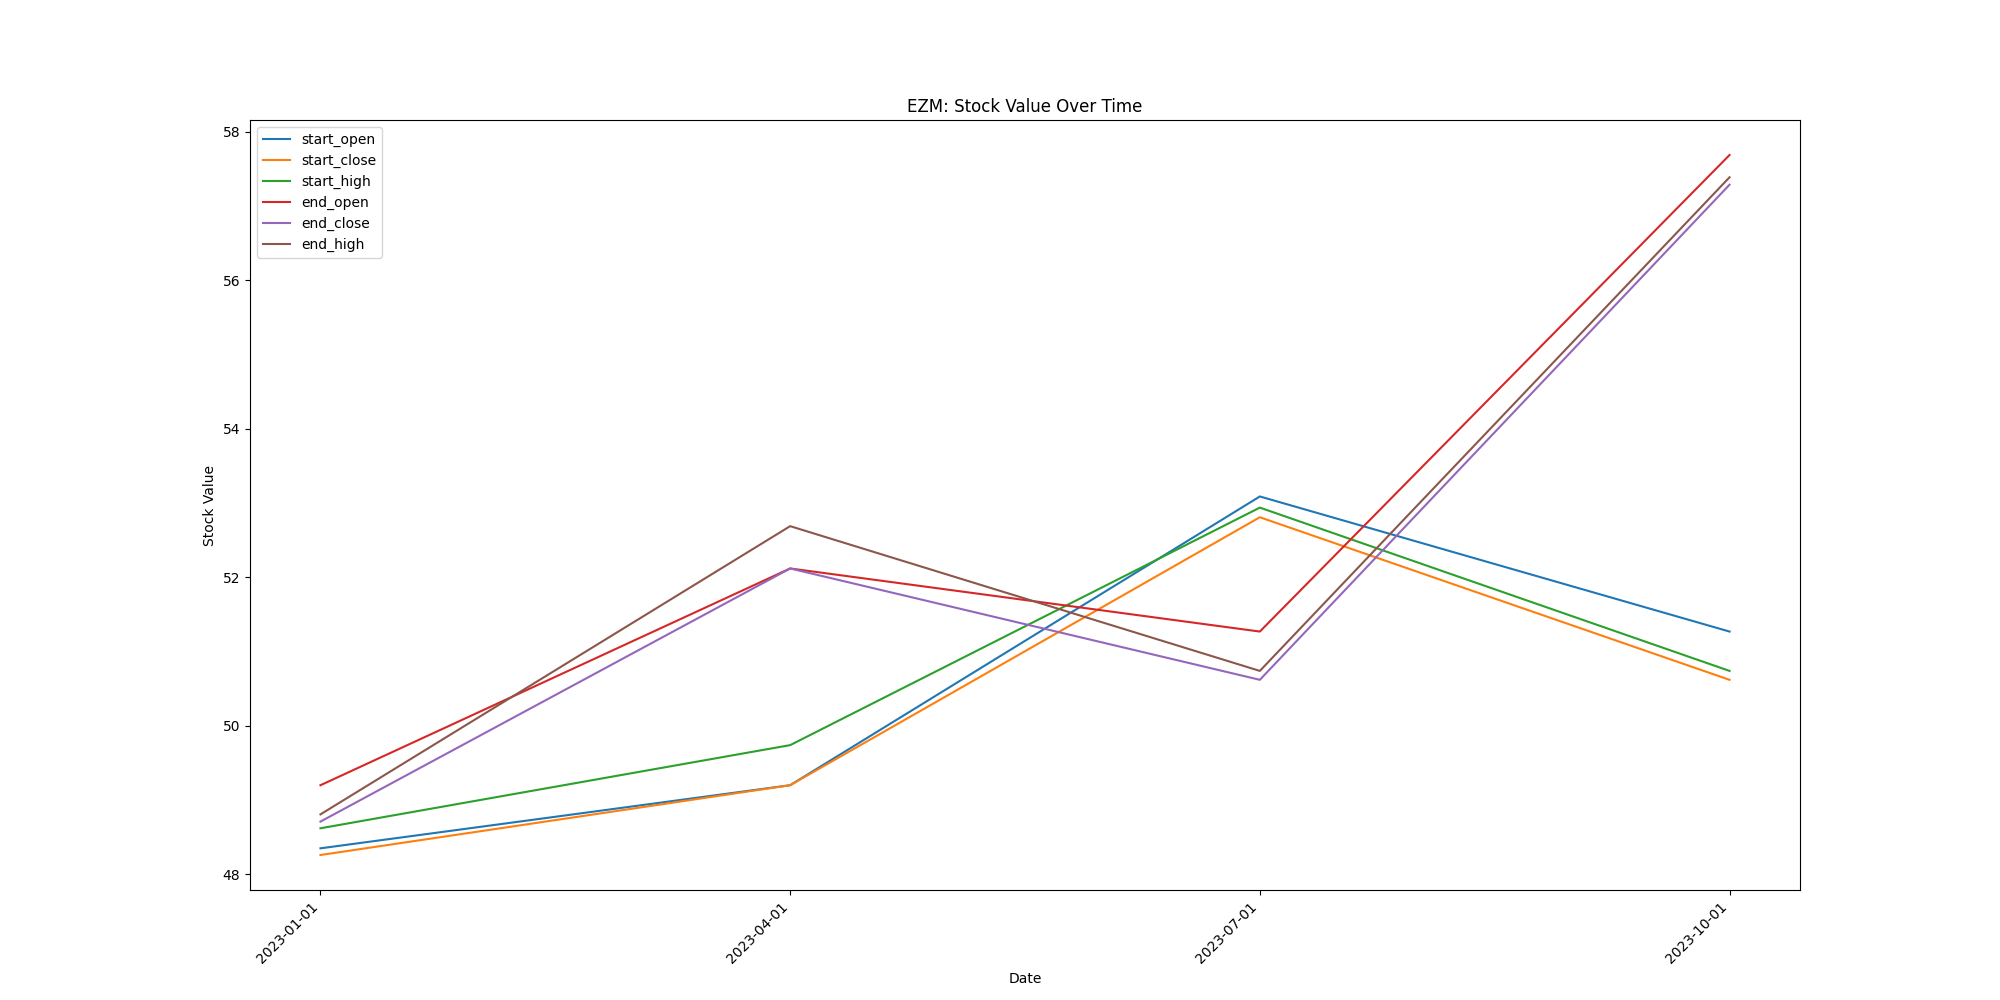 EZM: Stock Value Over Time
58
56
54
52
50
48
Stock Value
start_open
start_close
start_high
end_open
end_close
end_high
2023-01-01
2023-04-01
2023-07-01
2023-10-01
Date